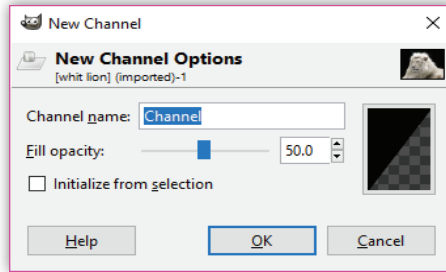 New Channel
New Channel Options
[whit lion] (imported)-1
Channel name: Channel
Fill opacity: 50.0
Initialize from selection
Help OK Cancel